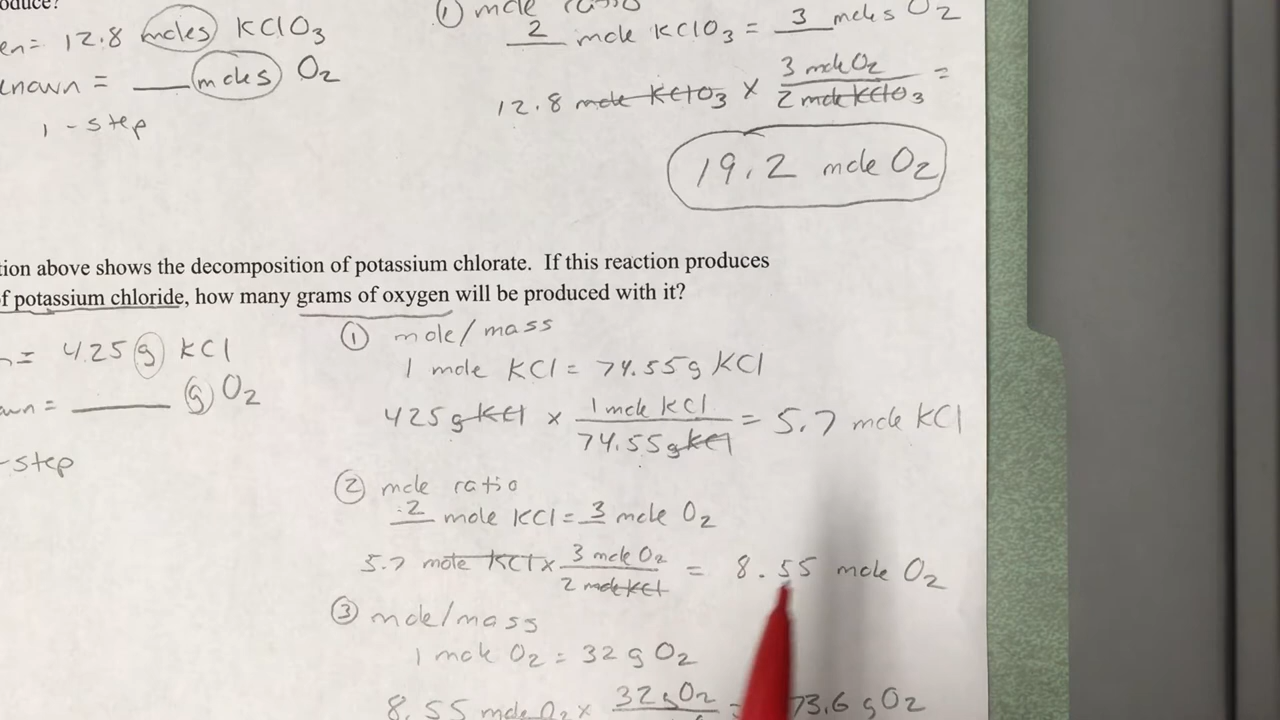 oduce?
en= 12.8 moles KClO3
nown = ___ moles O2
1 -step
① mole ratio
2 mole KClO3 = 3 moles O2
12.8 mole KClO3 x 3 mole O2 / 2 mole KClO3 =
19.2 mole O2
tion above shows the decomposition of potassium chlorate. If this reaction produces
f potassium chloride, how many grams of oxygen will be produced with it?
n= 425 g KCl
wn = ___ g O2
-step
① mole/mass
1 mole KCl = 74.55g KCl
425 g KCl x 1 mole KCl / 74.55g KCl = 5.7 mole KCl
② mole ratio
2 mole KCl = 3 mole O2
5.7 mole KCl x 3 mole O2 / 2 mole KCl = 8.55 mole O2
③ mole/mass
1 mole O2 = 32 g O2
8.55 mole O2 x 32 g O2 73.6 g O2